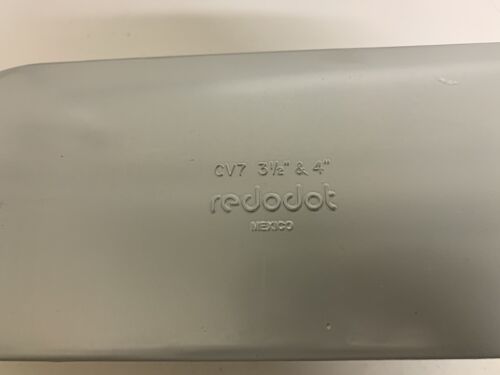 CV7 3½" & 4"
redodot
MEXICO